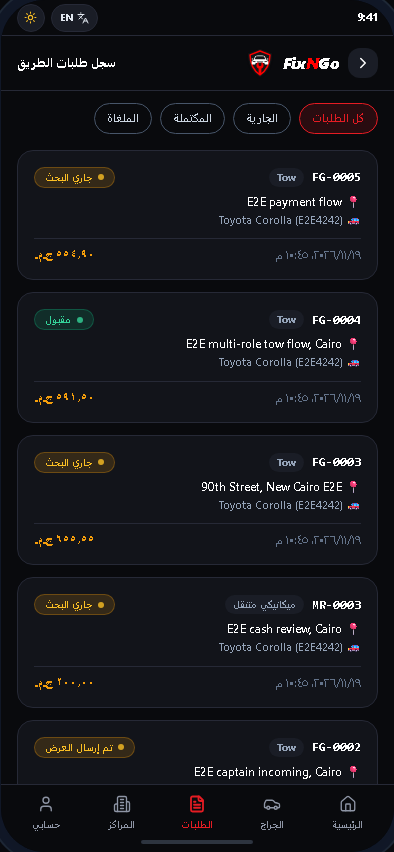 EN
9:41
FixNGo
سجل طلبات الطريق
كل الطلبات
الجارية
المكتملة
الملغاة
FG-0005 Tow جاري البحث
E2E payment flow
Toyota Corolla (E2E4242)
٢٠٢٦/١١/١٩، ١٠:٤٥ م ٥٥٤٫٩٠ ج.م.
FG-0004 Tow مقبول
E2E multi-role tow flow, Cairo
Toyota Corolla (E2E4242)
٢٠٢٦/١١/١٩، ١٠:٤٥ م ٥٩١٫٥٠ ج.م.
FG-0003 Tow جاري البحث
90th Street, New Cairo E2E
Toyota Corolla (E2E4242)
٢٠٢٦/١١/١٩، ١٠:٤٥ م ٦٥٥٫٥٥ ج.م.
MR-0003 ميكانيكي متنقل جاري البحث
E2E cash review, Cairo
Toyota Corolla (E2E4242)
٢٠٢٦/١١/١٩، ١٠:٤٥ م ٢٠٠٫٠٠ ج.م.
FG-0002 Tow تم إرسال العرض
E2E captain incoming, Cairo
الرئيسية
الجراج
الطلبات
المراكز
حسابي